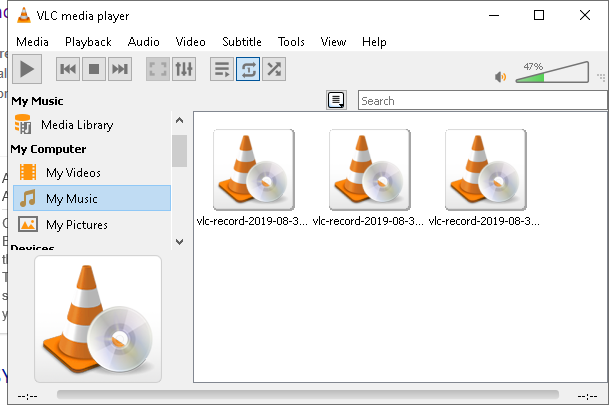 VLC media player
Media Playback Audio Video Subtitle Tools View Help
47%
My Music
Search
Media Library
My Computer
My Videos
My Music
My Pictures
Devices
vlc-record-2019-08-3... vlc-record-2019-08-3... vlc-record-2019-08-3...
--:-- --:--